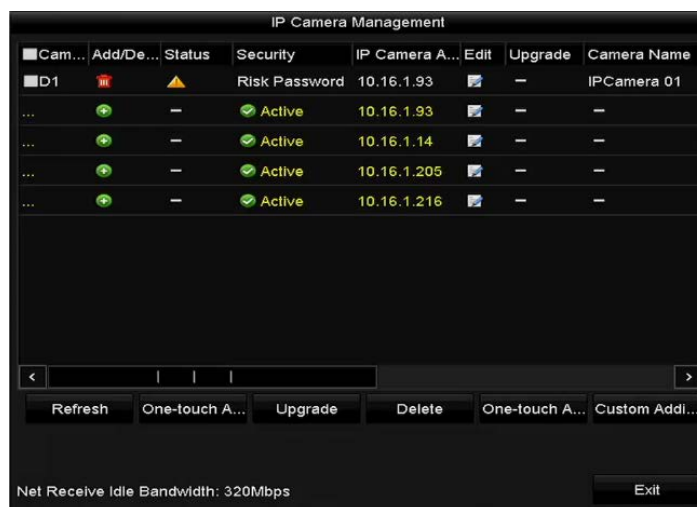 IP Camera Management
Cam... Add/De... Status Security IP Camera A... Edit Upgrade Camera Name
D1 Risk Password 10.16.1.93 – IPCamera 01
... – Active 10.16.1.93 – –
... – Active 10.16.1.14 – –
... – Active 10.16.1.205 – –
... – Active 10.16.1.216 – –
Refresh One-touch A... Upgrade Delete One-touch A... Custom Addi...
Net Receive Idle Bandwidth: 320Mbps Exit